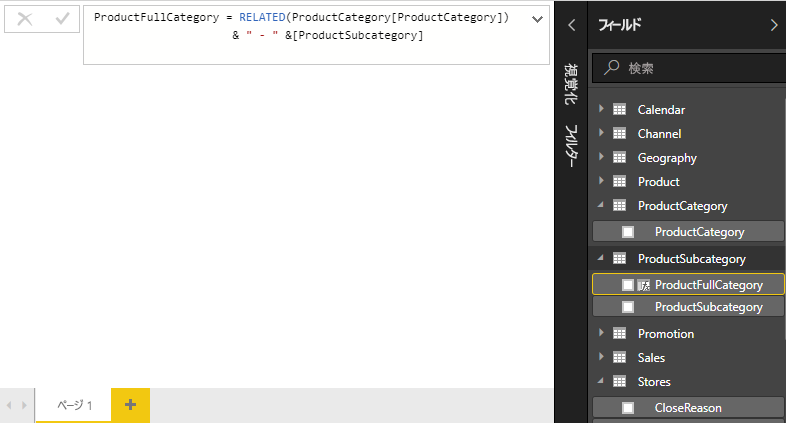 ProductFullCategory = RELATED(ProductCategory[ProductCategory])
& " - " &[ProductSubcategory]
ページ 1
視覚化
フィルター
フィールド
検索
Calendar
Channel
Geography
Product
ProductCategory
ProductCategory
ProductSubcategory
ProductFullCategory
ProductSubcategory
Promotion
Sales
Stores
CloseReason